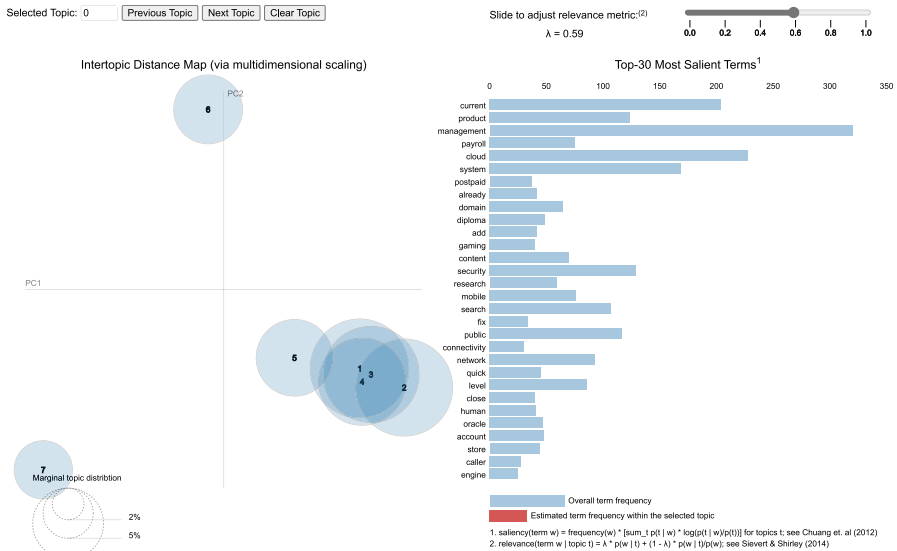 Selected Topic: 0 Previous Topic Next Topic Clear Topic
Slide to adjust relevance metric:(2)
λ = 0.59
0.0 0.2 0.4 0.6 0.8 1.0
Intertopic Distance Map (via multidimensional scaling)
PC2
PC1
6
5
1
3
4
2
7
Marginal topic distribtion
2%
5%
Top-30 Most Salient Terms1
0 50 100 150 200 250 300 350
current
product
management
payroll
cloud
system
postpaid
already
domain
diploma
add
gaming
content
security
research
mobile
search
fix
public
connectivity
network
quick
level
close
human
oracle
account
store
caller
engine
Overall term frequency
Estimated term frequency within the selected topic
1. saliency(term w) = frequency(w) * [sum_t p(t | w) * log(p(t | w)/p(t))] for topics t; see Chuang et. al (2012)
2. relevance(term w | topic t) = λ * p(w | t) + (1 - λ) * p(w | t)/p(w); see Sievert & Shirley (2014)